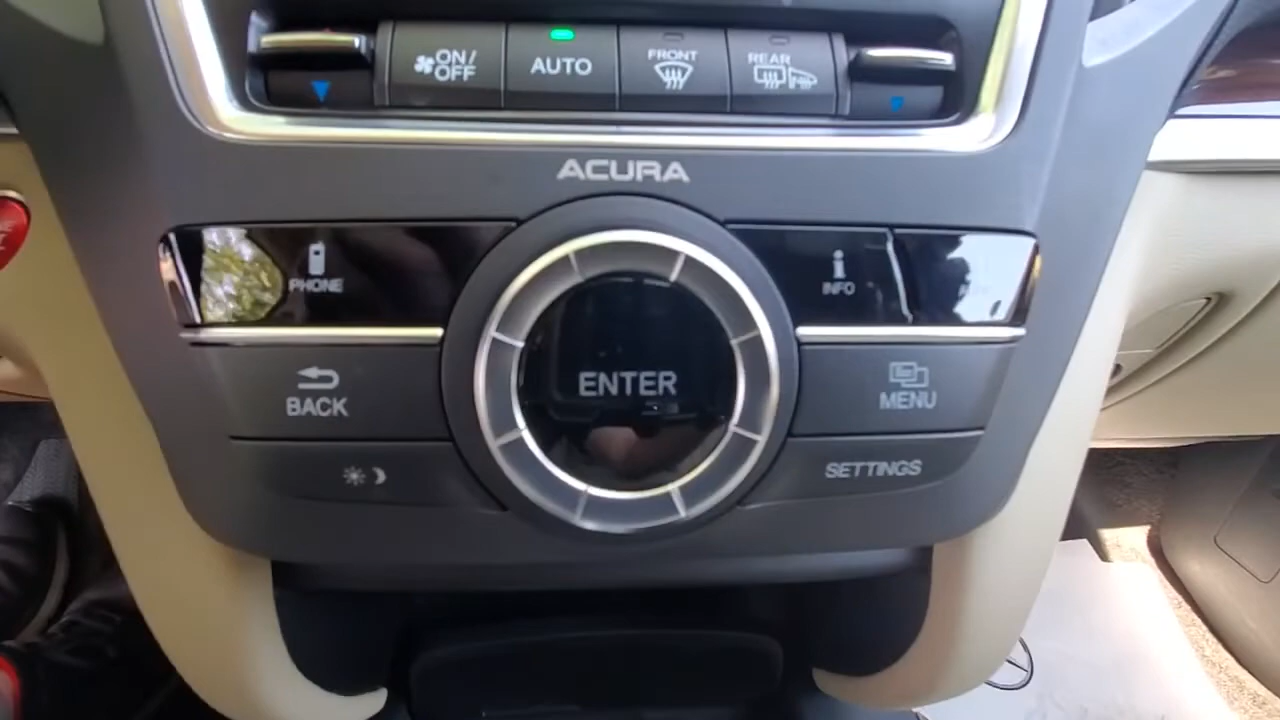 ON/
OFF
AUTO
FRONT
REAR
ACURA
PHONE
INFO
ENTER
BACK
MENU
SETTINGS